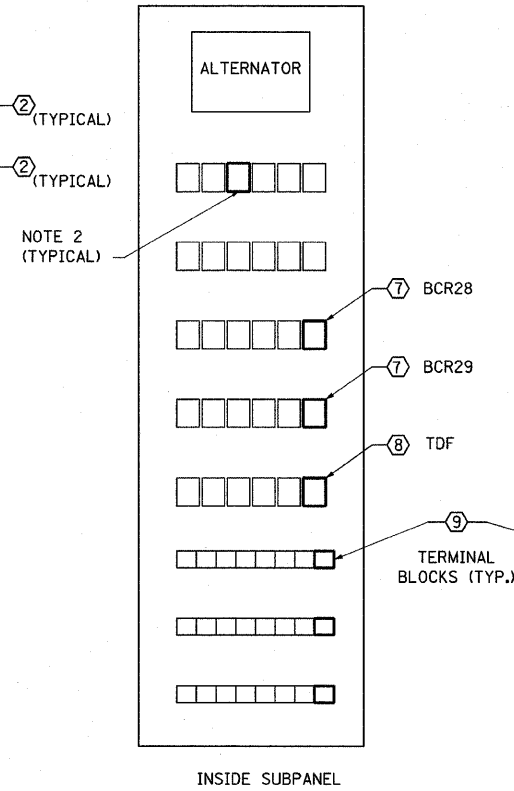 ALTERNATOR
2
(TYPICAL)
2
(TYPICAL)
NOTE 2
(TYPICAL)
7 BCR28
7 BCR29
8 TDF
9
TERMINAL
BLOCKS (TYP.)
INSIDE SUBPANEL